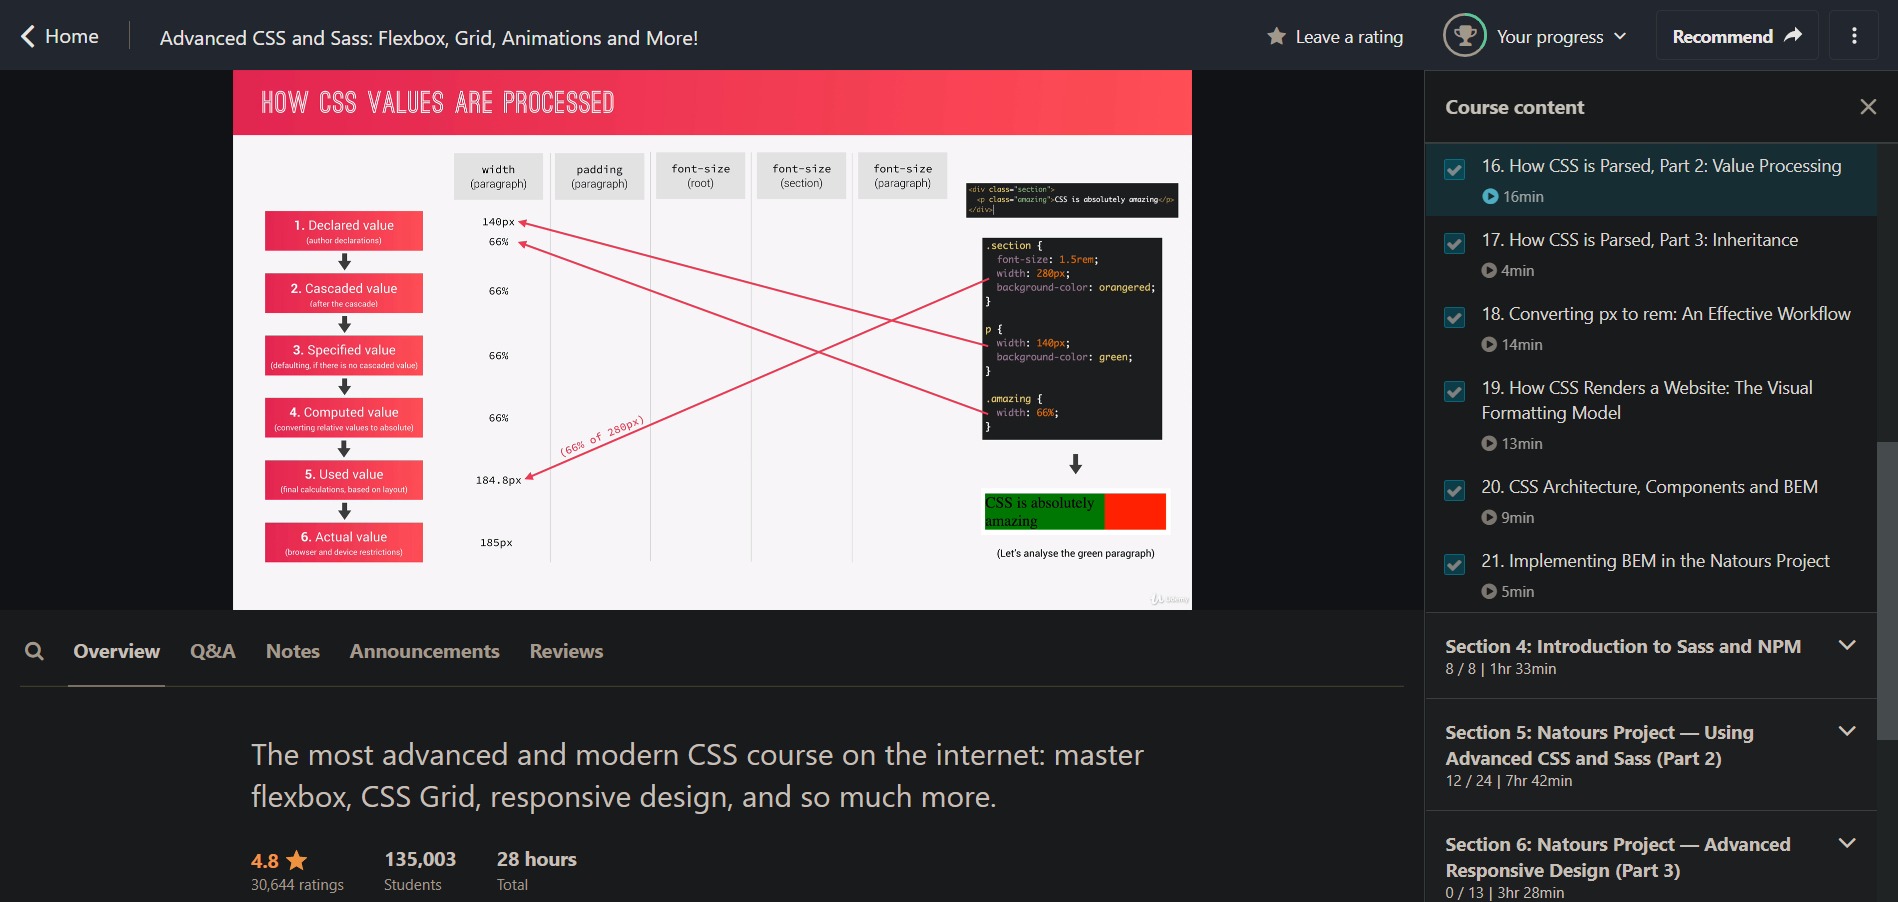 Home
Advanced CSS and Sass: Flexbox, Grid, Animations and More!
Leave a rating
Your progress
Recommend
HOW CSS VALUES ARE PROCESSED
width
(paragraph)
padding
(paragraph)
font-size
(root)
font-size
(section)
font-size
(paragraph)
1. Declared value
(author declarations)
140px
66%
2. Cascaded value
(after the cascade)
66%
3. Specified value
(defaulting, if there is no cascaded value)
66%
4. Computed value
(converting relative values to absolute)
66%
(66% of 280px)
5. Used value
(final calculations, based on layout)
184.8px
6. Actual value
(browser and device restrictions)
185px
<div class="section">
<p class="amazing">CSS is absolutely amazing</p>
</div>
.section {
font-size: 1.5rem;
width: 280px;
background-color: orangered;
}
p {
width: 140px;
background-color: green;
}
.amazing {
width: 66%;
}
CSS is absolutely
amazing
(Let's analyse the green paragraph)
Udemy
Course content
16. How CSS is Parsed, Part 2: Value Processing
16min
17. How CSS is Parsed, Part 3: Inheritance
4min
18. Converting px to rem: An Effective Workflow
14min
19. How CSS Renders a Website: The Visual
Formatting Model
13min
20. CSS Architecture, Components and BEM
9min
21. Implementing BEM in the Natours Project
5min
Section 4: Introduction to Sass and NPM
8 / 8 | 1hr 33min
Section 5: Natours Project — Using
Advanced CSS and Sass (Part 2)
12 / 24 | 7hr 42min
Section 6: Natours Project — Advanced
Responsive Design (Part 3)
0 / 13 | 3hr 28min
Overview
Q&A
Notes
Announcements
Reviews
The most advanced and modern CSS course on the internet: master
flexbox, CSS Grid, responsive design, and so much more.
4.8
30,644 ratings
135,003
Students
28 hours
Total